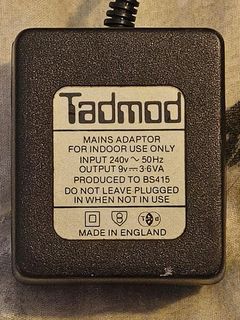 Tadmod
MAINS ADAPTOR
FOR INDOOR USE ONLY
INPUT 240v ~ 50Hz
OUTPUT 9v⎓3·6VA
PRODUCED TO BS415
DO NOT LEAVE PLUGGED
IN WHEN NOT IN USE
MADE IN ENGLAND